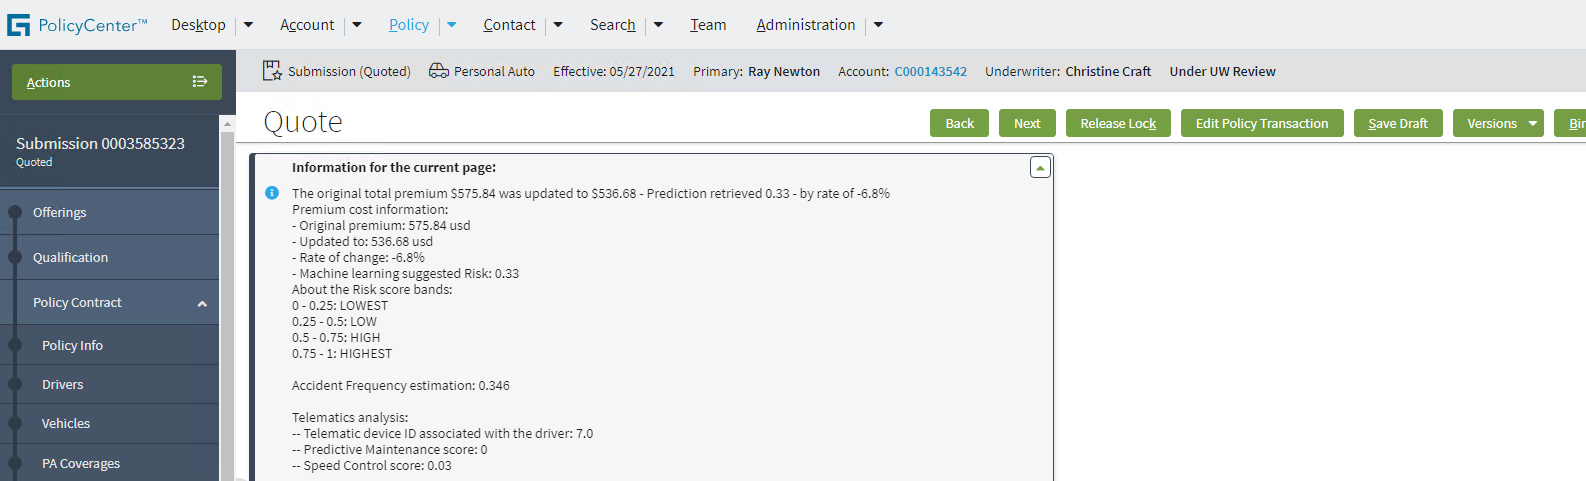 PolicyCenter™ Desktop Account Policy Contact Search Team Administration
Actions
Submission (Quoted) Personal Auto Effective: 05/27/2021 Primary: Ray Newton Account: C000143542 Underwriter: Christine Craft Under UW Review
Submission 0003585323
Quoted
Offerings
Qualification
Policy Contract
Policy Info
Drivers
Vehicles
PA Coverages
Quote
Back Next Release Lock Edit Policy Transaction Save Draft Versions
Information for the current page:
The original total premium $575.84 was updated to $536.68 - Prediction retrieved 0.33 - by rate of -6.8%
Premium cost information:
- Original premium: 575.84 usd
- Updated to: 536.68 usd
- Rate of change: -6.8%
- Machine learning suggested Risk: 0.33
About the Risk score bands:
0 - 0.25: LOWEST
0.25 - 0.5: LOW
0.5 - 0.75: HIGH
0.75 - 1: HIGHEST
Accident Frequency estimation: 0.346
Telematics analysis:
-- Telematic device ID associated with the driver: 7.0
-- Predictive Maintenance score: 0
-- Speed Control score: 0.03